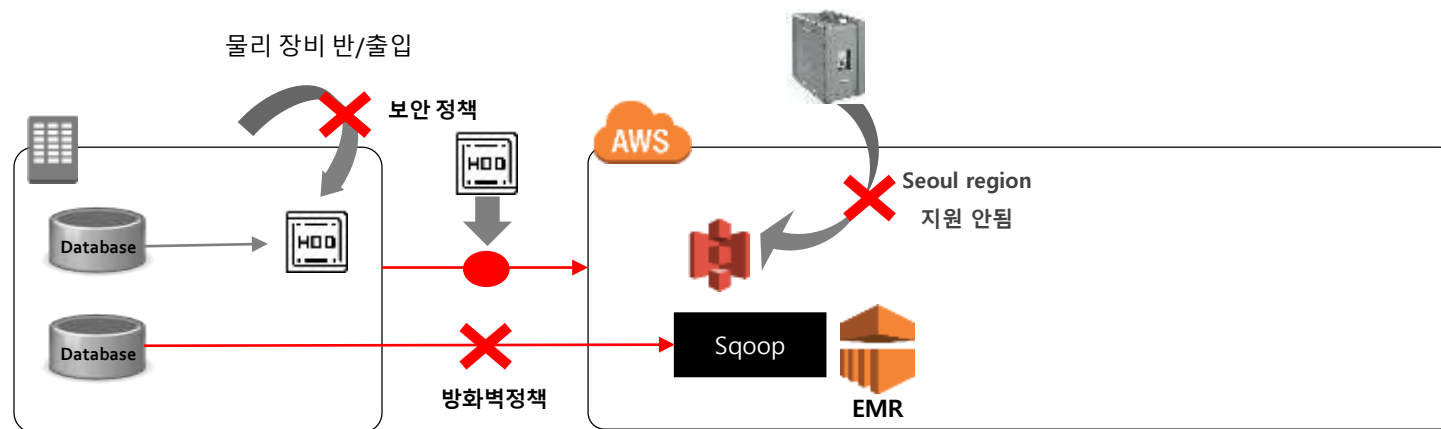 물리 장비 반/출입
보안 정책
HDD
AWS
Seoul region
지원 안됨
Database
HDD
Database
Sqoop
방화벽정책
EMR